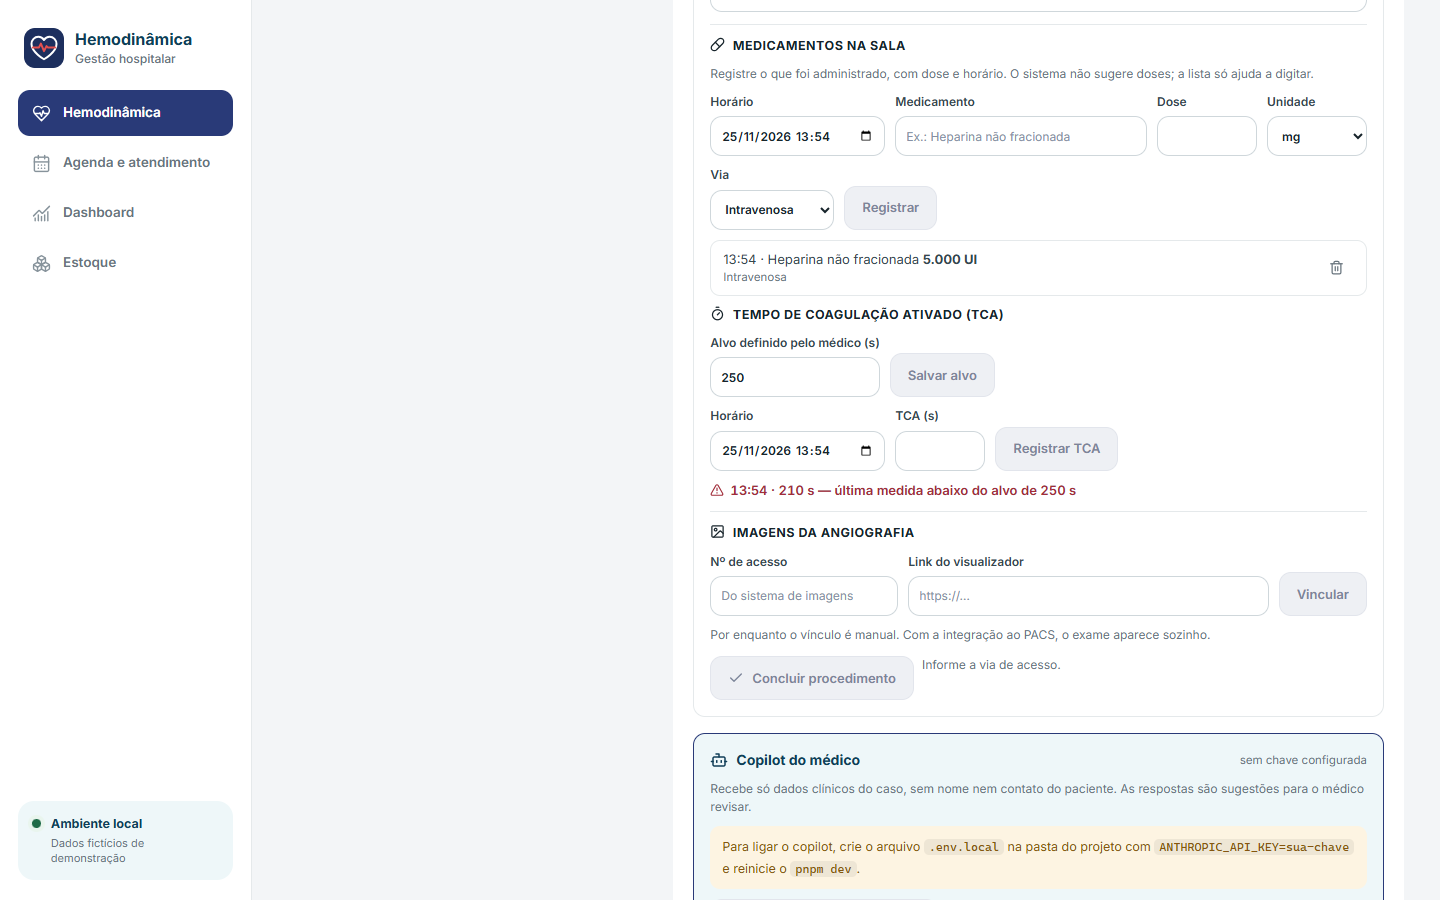 Hemodinâmica
Gestão hospitalar
Hemodinâmica
Agenda e atendimento
Dashboard
Estoque
Ambiente local
Dados fictícios de
demonstração
MEDICAMENTOS NA SALA
Registre o que foi administrado, com dose e horário. O sistema não sugere doses; a lista só ajuda a digitar.
Horário Medicamento Dose Unidade
25/11/2026 13:54 Ex.: Heparina não fracionada mg
Via
Intravenosa Registrar
13:54 · Heparina não fracionada 5.000 UI
Intravenosa
TEMPO DE COAGULAÇÃO ATIVADO (TCA)
Alvo definido pelo médico (s)
250 Salvar alvo
Horário TCA (s)
25/11/2026 13:54 Registrar TCA
13:54 · 210 s — última medida abaixo do alvo de 250 s
IMAGENS DA ANGIOGRAFIA
Nº de acesso Link do visualizador
Do sistema de imagens https://... Vincular
Por enquanto o vínculo é manual. Com a integração ao PACS, o exame aparece sozinho.
Concluir procedimento Informe a via de acesso.
Copilot do médico sem chave configurada
Recebe só dados clínicos do caso, sem nome nem contato do paciente. As respostas são sugestões para o médico
revisar.
Para ligar o copilot, crie o arquivo .env.local na pasta do projeto com ANTHROPIC_API_KEY=sua-chave
e reinicie o pnpm dev.